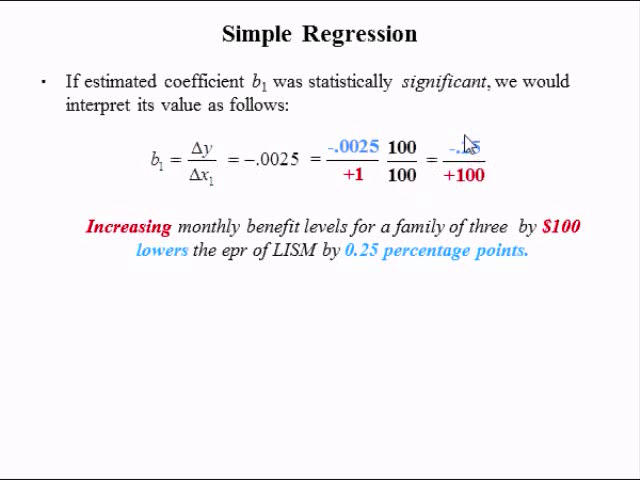 Simple Regression
▪ If estimated coefficient b₁ was statistically significant, we would
interpret its value as follows:
b₁ = Δy/Δx₁ = −.0025 = -.0025/+1 100/100 = /+100
Increasing monthly benefit levels for a family of three by $100
lowers the epr of LISM by 0.25 percentage points.